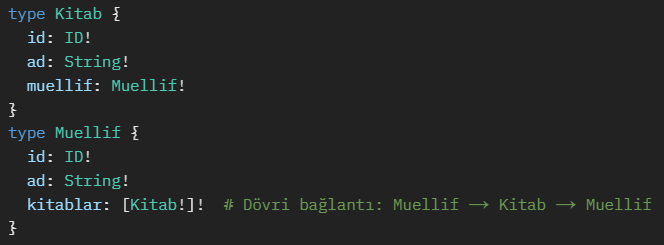 type Kitab {
  id: ID!
  ad: String!
  muellif: Muellif!
}
type Muellif {
  id: ID!
  ad: String!
  kitablar: [Kitab!]!  # Dövri bağlantı: Muellif → Kitab → Muellif
}